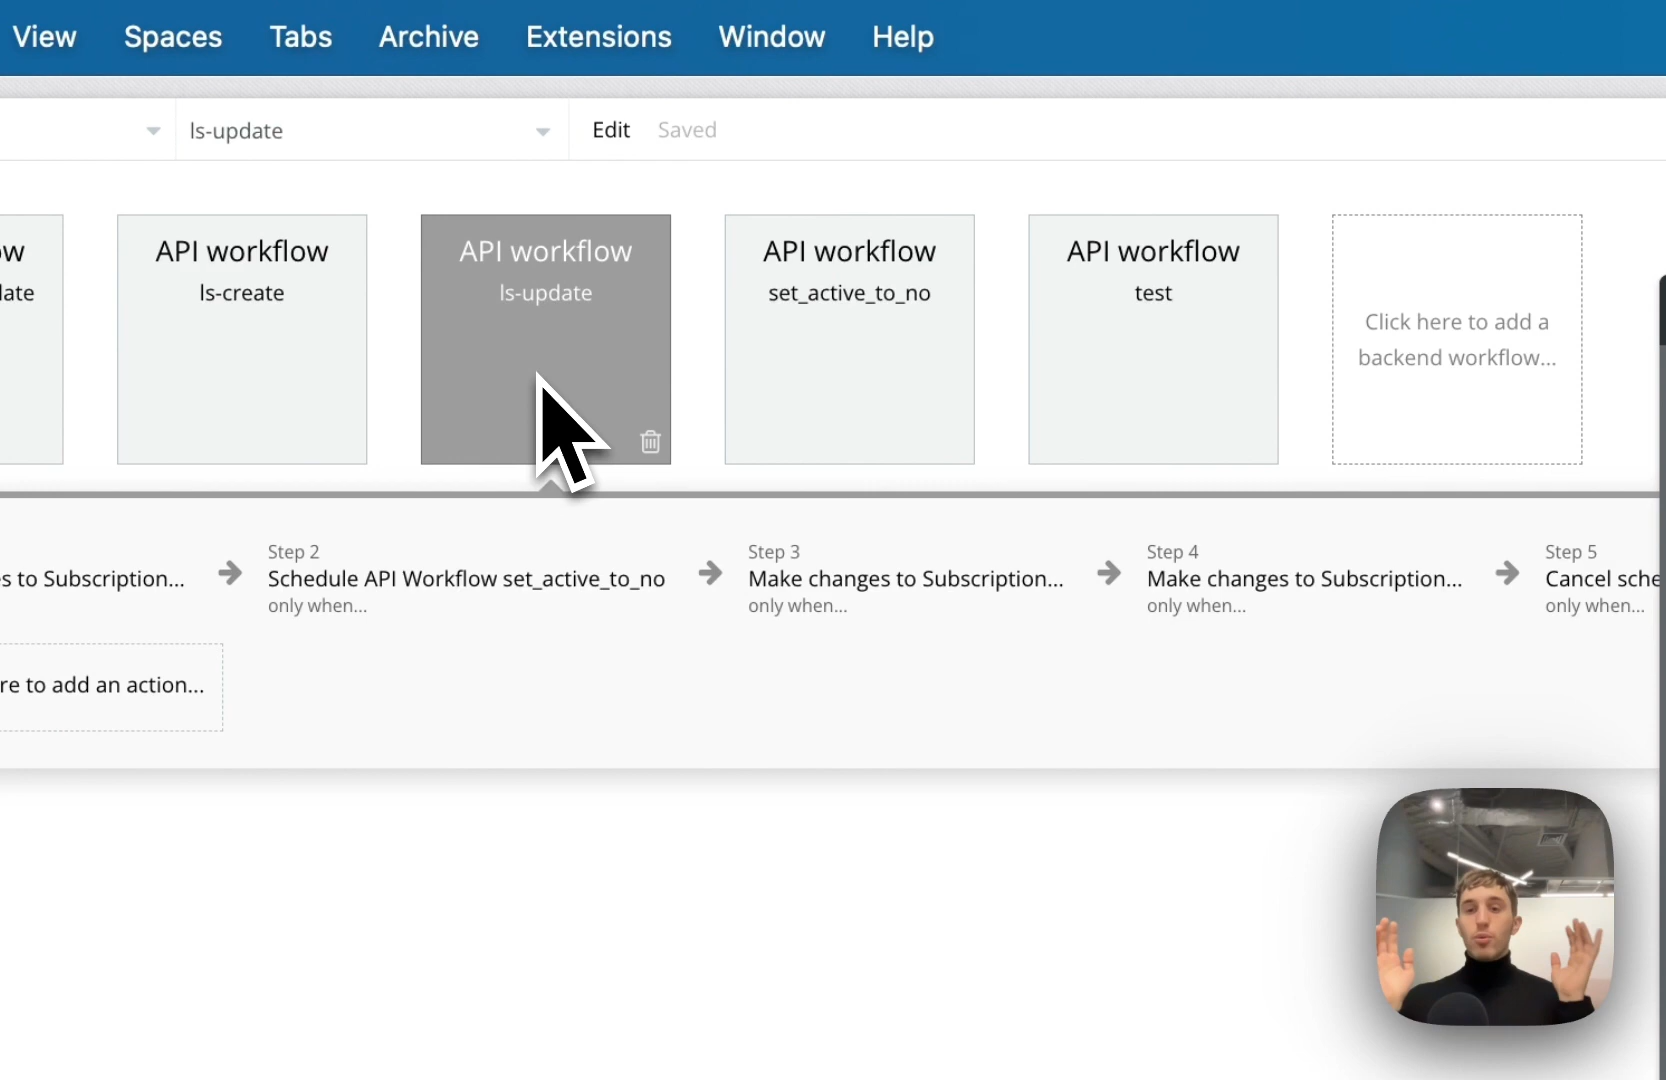 View Spaces Tabs Archive Extensions Window Help
ls-update Edit Saved
ow
late
API workflow
ls-create
API workflow
ls-update
API workflow
set_active_to_no
API workflow
test
Click here to add a
backend workflow...
es to Subscription...
Step 2
Schedule API Workflow set_active_to_no
only when...
Step 3
Make changes to Subscription...
only when...
Step 4
Make changes to Subscription...
only when...
Step 5
Cancel sche
only when...
re to add an action...